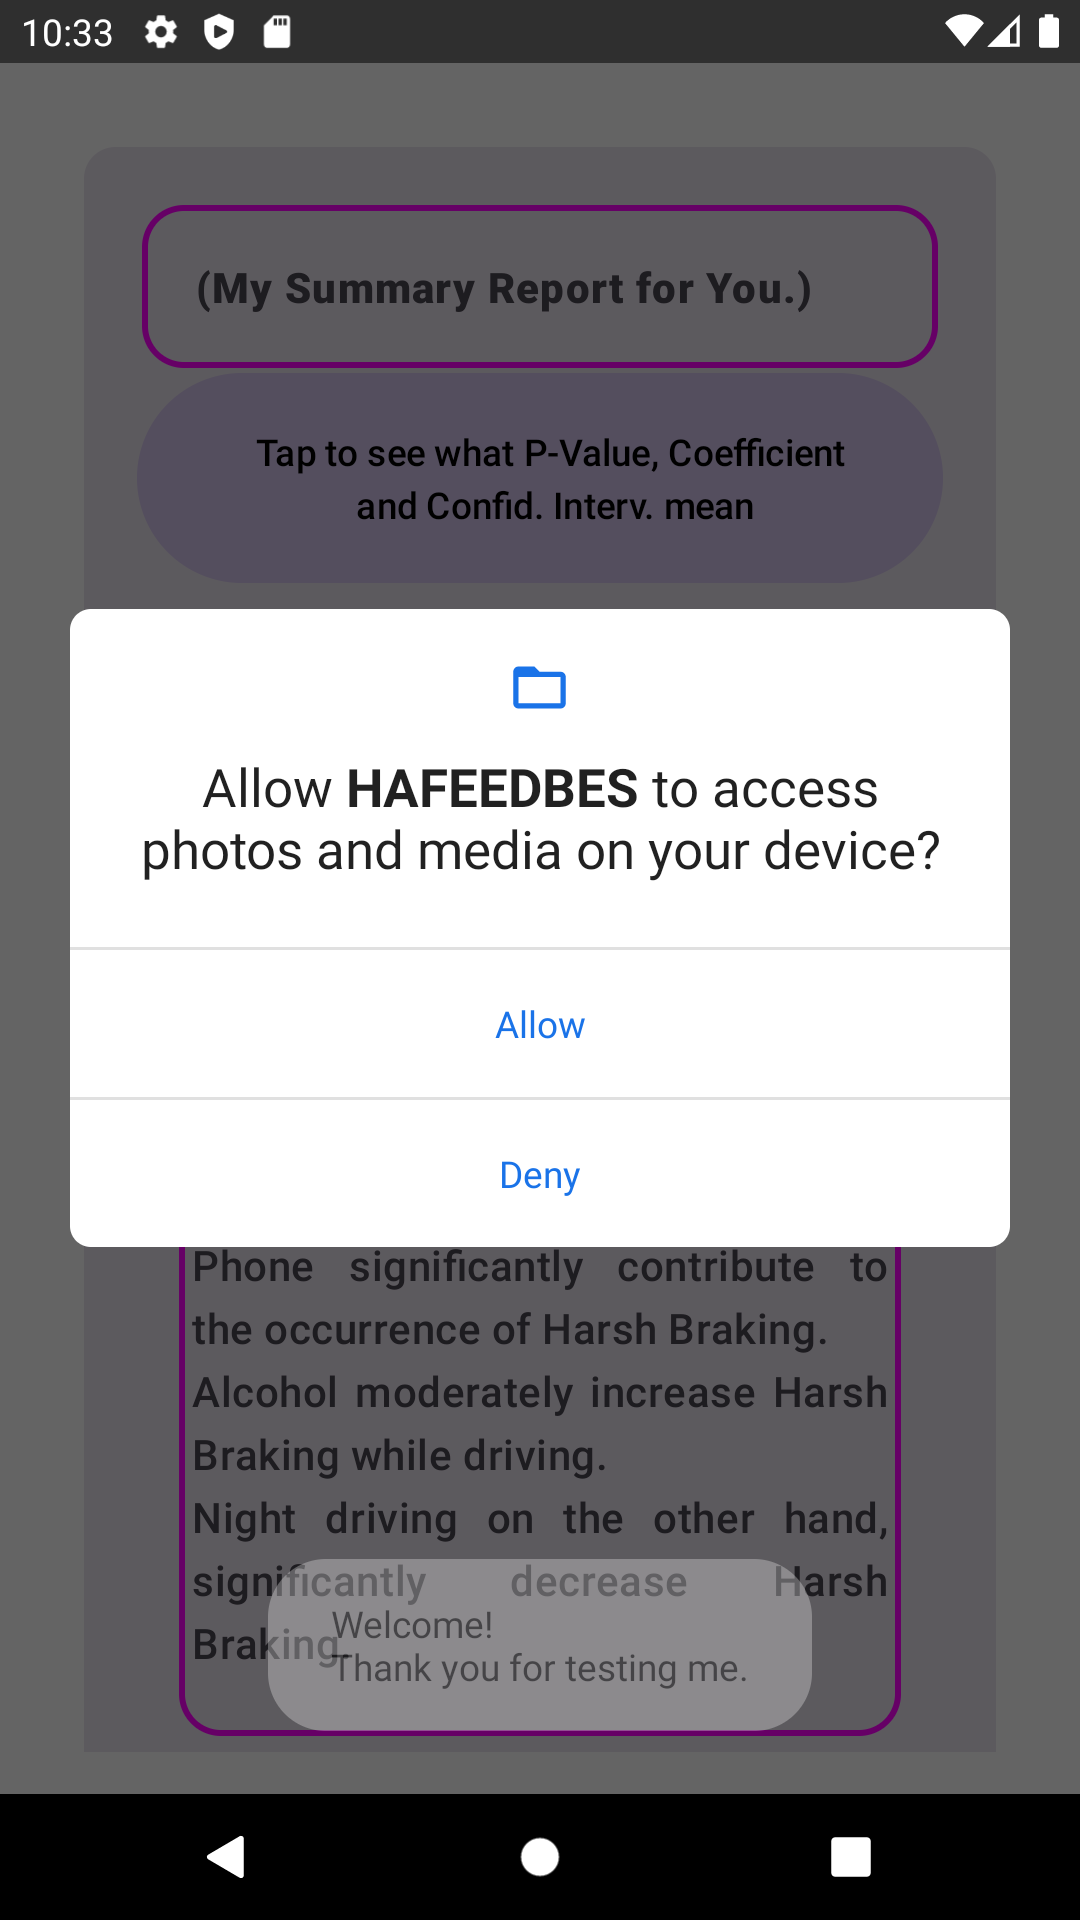 10:33
(My Summary Report for You.)
Tap to see what P-Value, Coefficient
and Confid. Interv. mean
Allow HAFEEDBES to access
photos and media on your device?
Allow
Deny
Phone significantly contribute to
the occurrence of Harsh Braking.
Alcohol moderately increase Harsh
Braking while driving.
Night driving on the other hand,
significantly decrease Harsh
Braking.
Welcome!
Thank you for testing me.